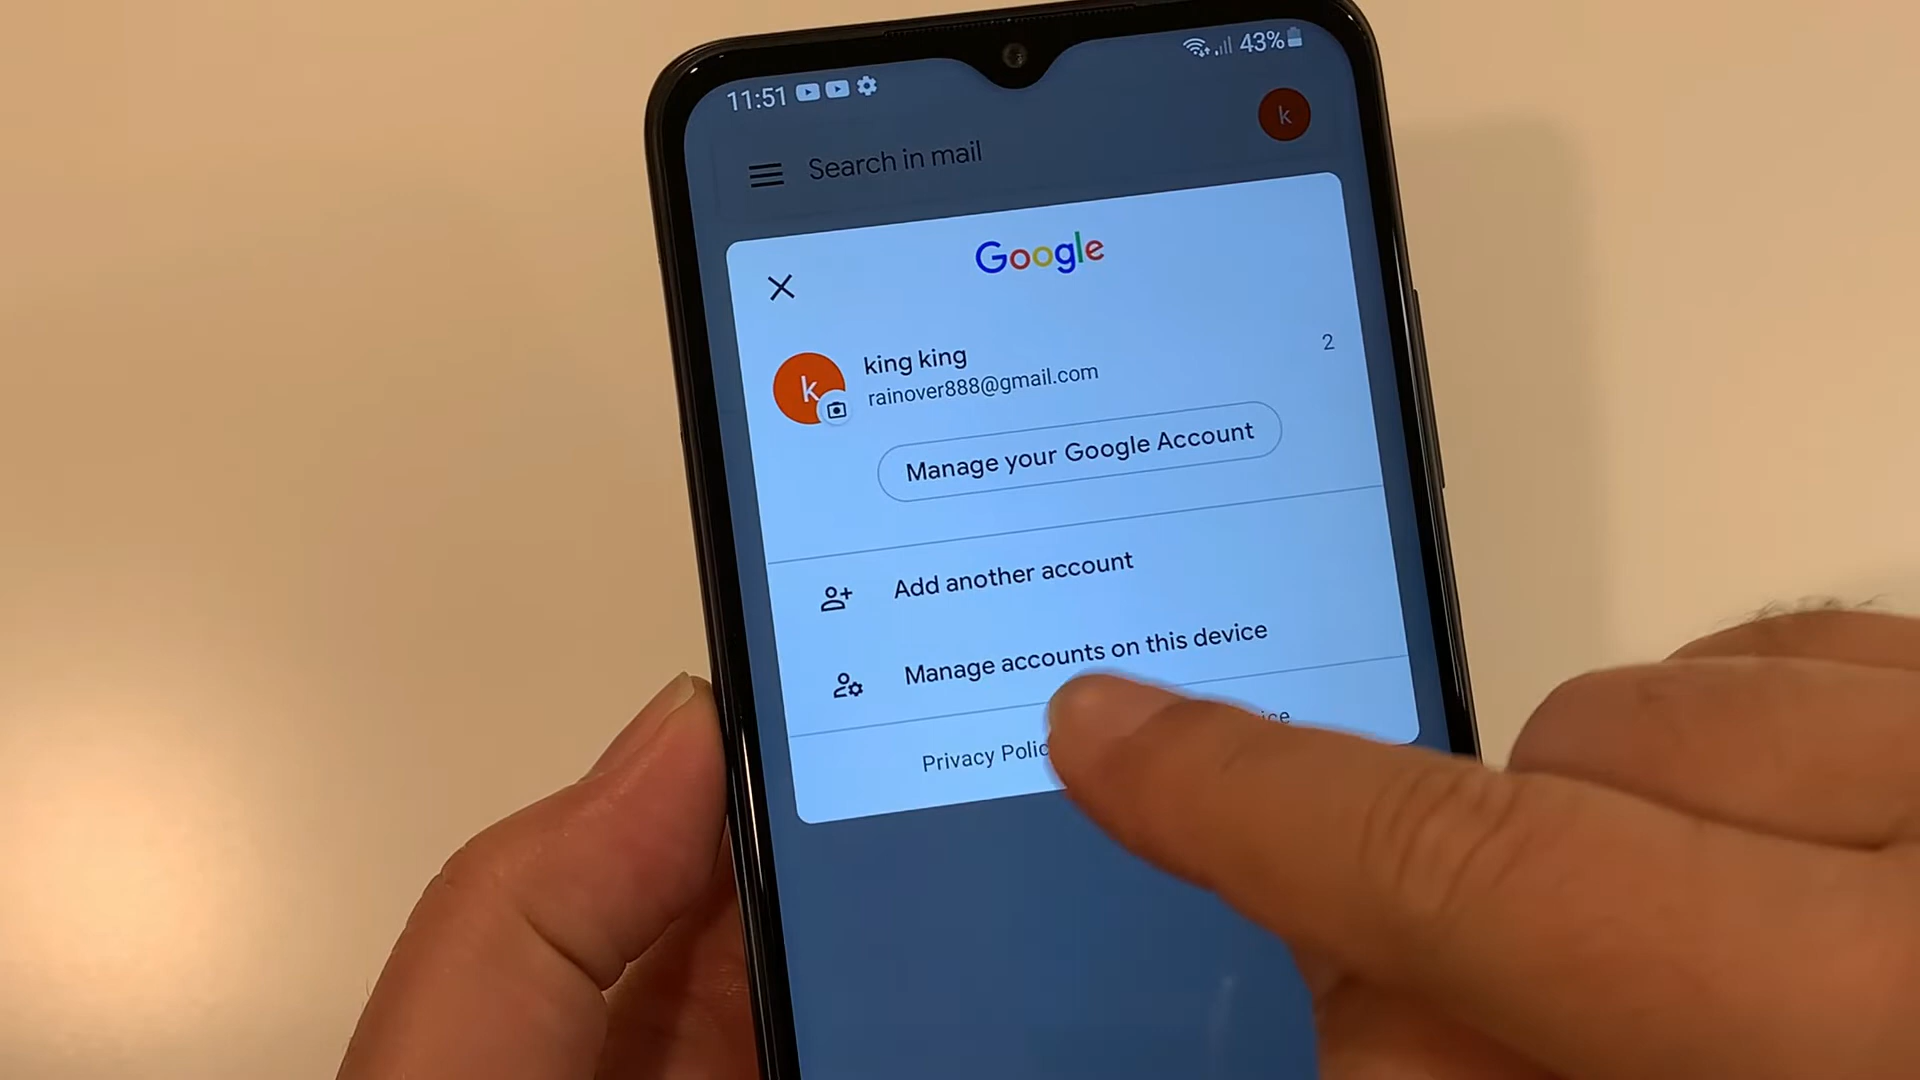 11:51
43%
Search in mail
k
Google
k
king king
2
rainover888@gmail.com
Manage your Google Account
Add another account
Manage accounts on this device
Privacy